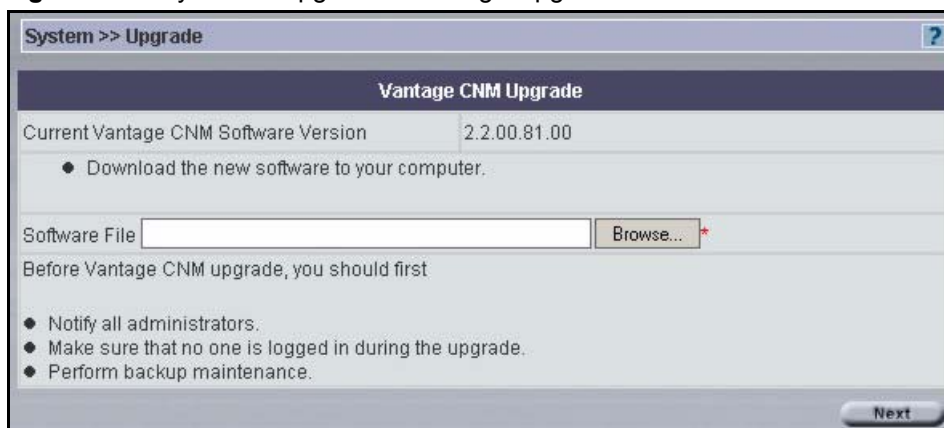 System >> Upgrade
?
Vantage CNM Upgrade
Current Vantage CNM Software Version 2.2.00.81.00
● Download the new software to your computer.
Software File Browse... *
Before Vantage CNM upgrade, you should first
● Notify all administrators.
● Make sure that no one is logged in during the upgrade.
● Perform backup maintenance.
Next